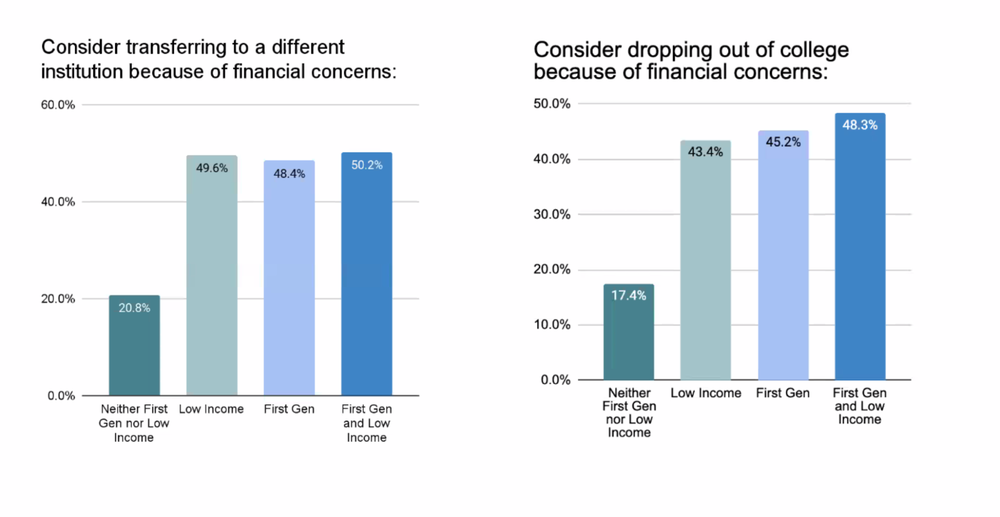 Consider transferring to a different
institution because of financial concerns:
60.0%
40.0%
20.0%
0.0%
20.8%
49.6%
48.4%
50.2%
Neither First
Gen nor Low
Income
Low Income
First Gen
First Gen
and Low
Income
Consider dropping out of college
because of financial concerns:
50.0%
40.0%
30.0%
20.0%
10.0%
0.0%
17.4%
43.4%
45.2%
48.3%
Neither
First Gen
nor Low
Income
Low Income
First Gen
First Gen
and Low
Income